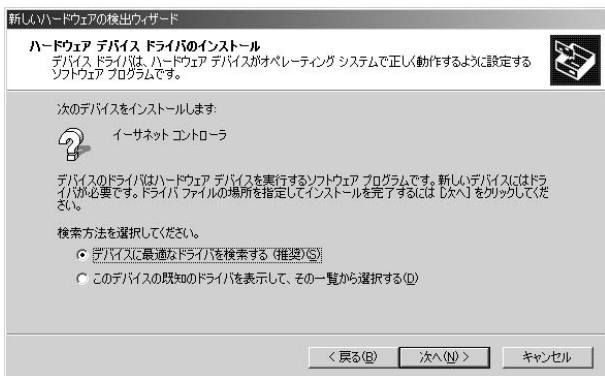 新しいハードウェアの検出ウィザード
ハードウェア デバイス ドライバのインストール
デバイス ドライバは、ハードウェア デバイスがオペレーティング システムで正しく動作するように設定する
ソフトウェア プログラムです。
次のデバイスをインストールします:
イーサネット コントローラ
デバイスのドライバはハードウェア デバイスを実行するソフトウェア プログラムです。新しいデバイスにはドラ
イバが必要です。ドライバ ファイルの場所を指定してインストールを完了するには [次へ] をクリックしてくだ
さい。
検索方法を選択してください。
デバイスに最適なドライバを検索する (推奨)(S)
このデバイスの既知のドライバを表示して、その一覧から選択する(D)
< 戻る(B) 次へ(N) > キャンセル